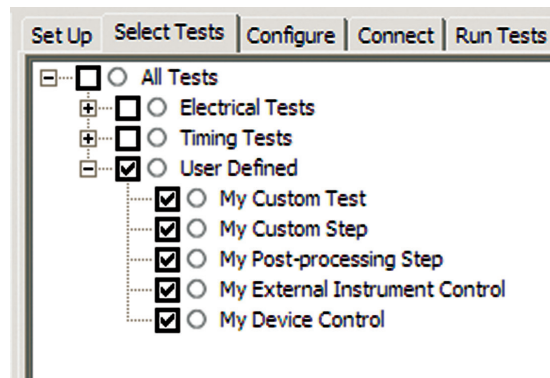 Set Up Select Tests Configure Connect Run Tests
All Tests
Electrical Tests
Timing Tests
User Defined
My Custom Test
My Custom Step
My Post-processing Step
My External Instrument Control
My Device Control